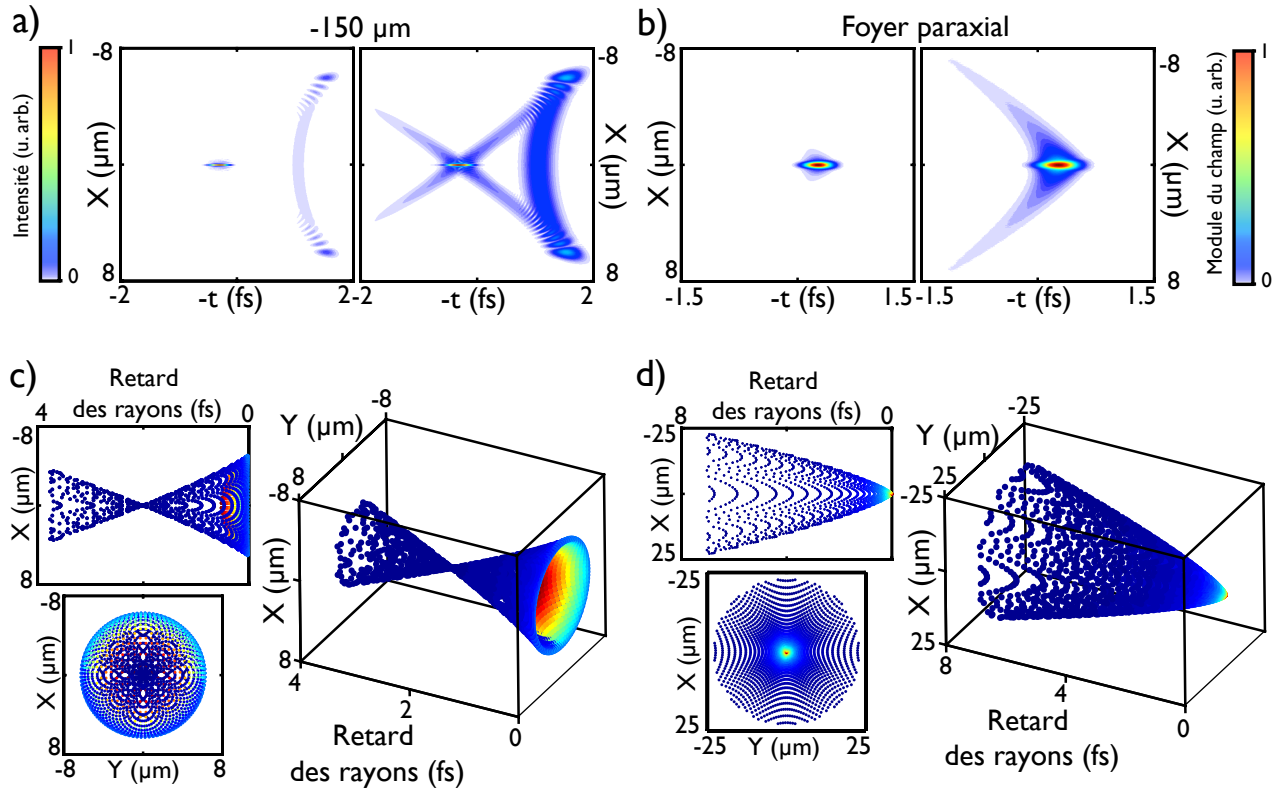 a)
-150 µm
b)
Foyer paraxial
1
Intensité (u. arb.)
0
-8
X (µm)
8
-2
-t (fs)
2
-8
X (µm)
8
-2
-t (fs)
2
X (µm)
8
-1.5
-t (fs)
1.5
-8
X (µm)
8
-1.5
-t (fs)
1.5
1
Module du champ (u. arb.)
0
c)
Retard
des rayons (fs)
4
0
-8
X (µm)
8
-8
X (µm)
8
-8
Y (µm)
8
-8
Y (µm)
8
-8
X (µm)
8
4
2
0
Retard
des rayons (fs)
d)
Retard
des rayons (fs)
8
0
-25
X (µm)
25
-25
X (µm)
25
-25
Y (µm)
25
-25
Y (µm)
25
-25
X (µm)
25
8
4
0
Retard
des rayons (fs)